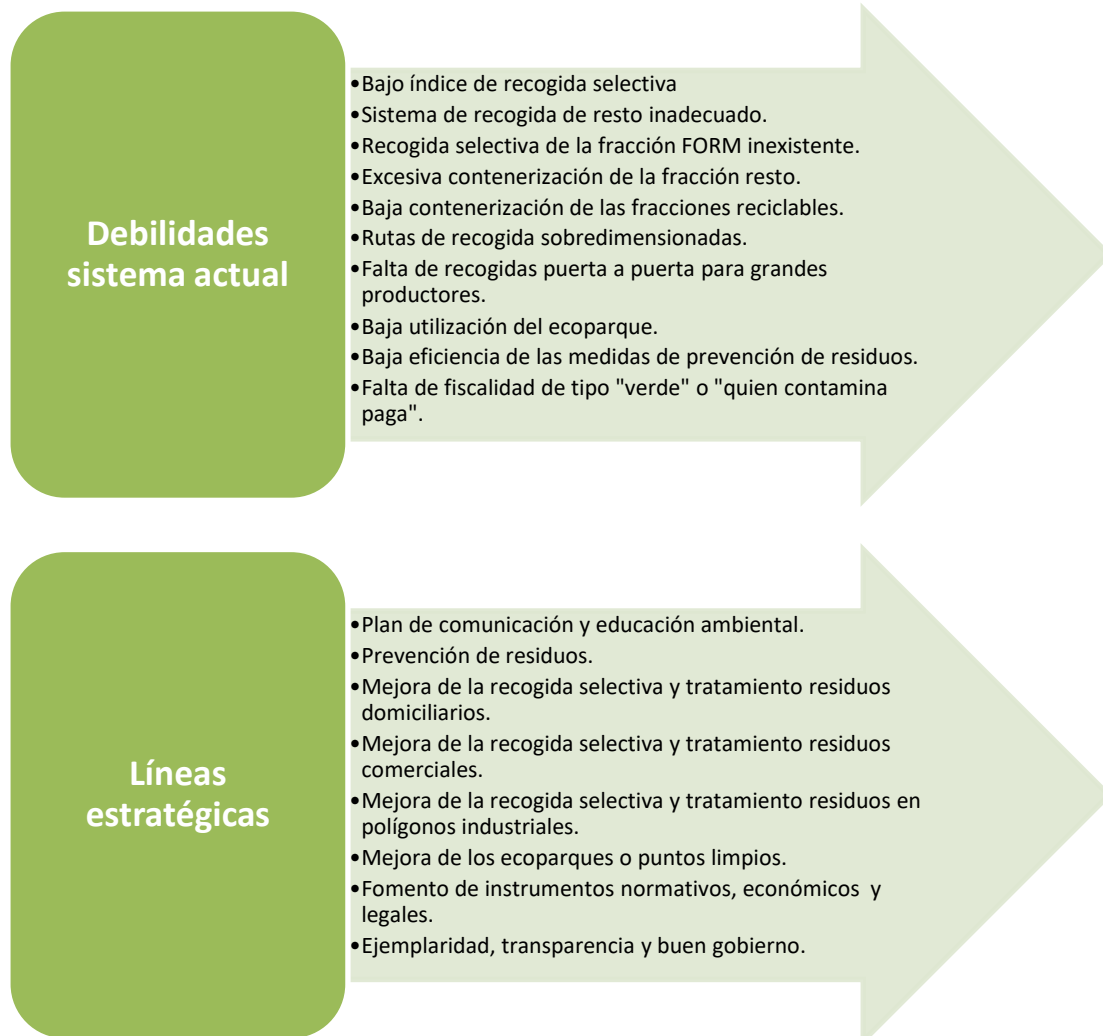 Debilidades
sistema actual
•Bajo índice de recogida selectiva
•Sistema de recogida de resto inadecuado.
•Recogida selectiva de la fracción FORM inexistente.
•Excesiva contenerización de la fracción resto.
•Baja contenerización de las fracciones reciclables.
•Rutas de recogida sobredimensionadas.
•Falta de recogidas puerta a puerta para grandes
productores.
•Baja utilización del ecoparque.
•Baja eficiencia de las medidas de prevención de residuos.
•Falta de fiscalidad de tipo "verde" o "quien contamina
paga".
Líneas
estratégicas
•Plan de comunicación y educación ambiental.
•Prevención de residuos.
•Mejora de la recogida selectiva y tratamiento residuos
domiciliarios.
•Mejora de la recogida selectiva y tratamiento residuos
comerciales.
•Mejora de la recogida selectiva y tratamiento residuos en
polígonos industriales.
•Mejora de los ecoparques o puntos limpios.
•Fomento de instrumentos normativos, económicos  y
legales.
•Ejemplaridad, transparencia y buen gobierno.